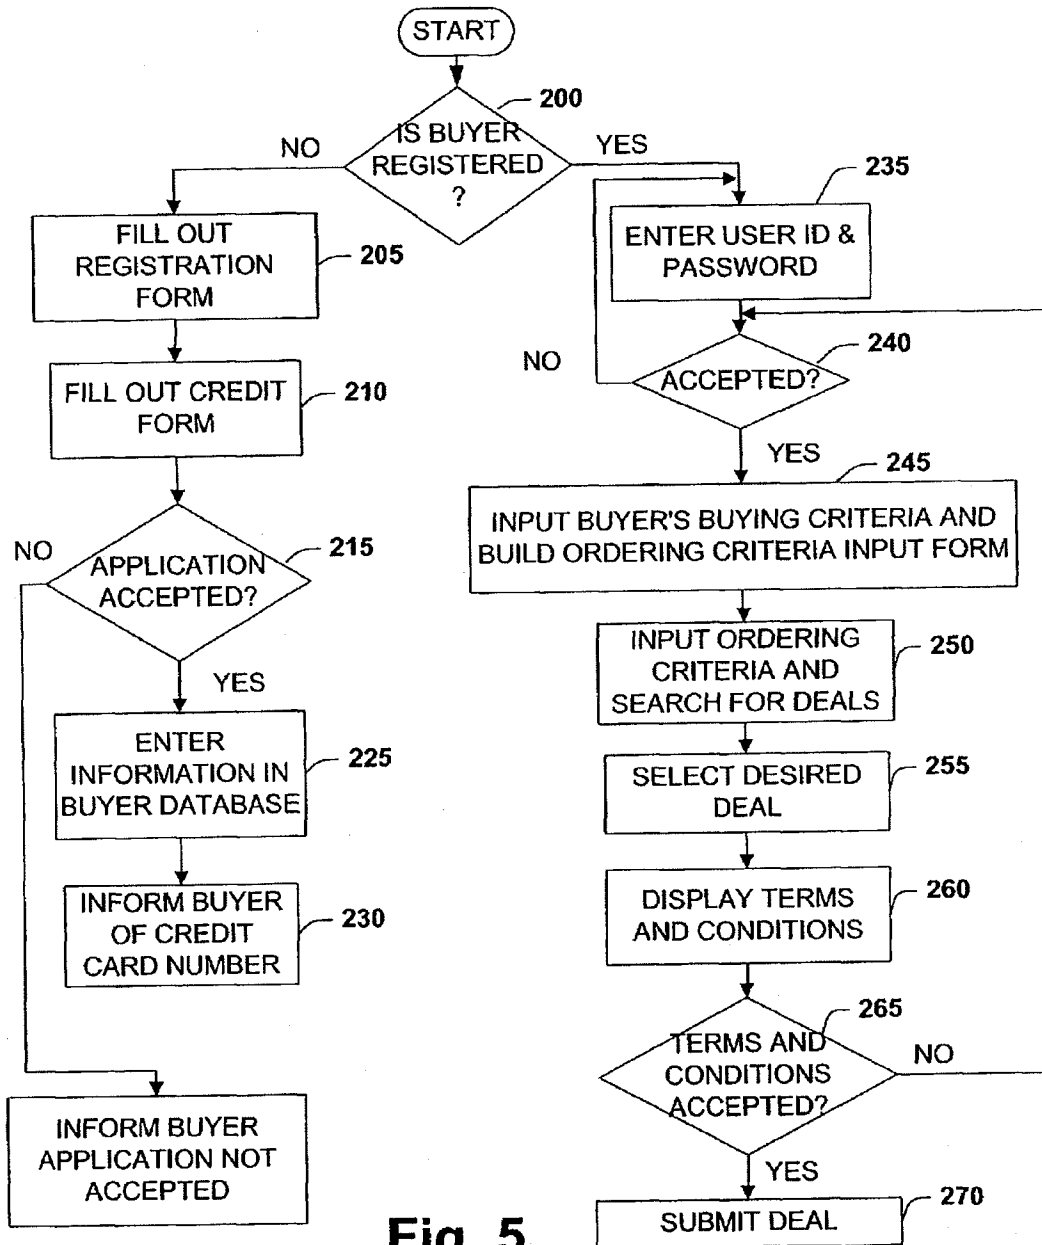 START
200
IS BUYER
REGISTERED
?
NO
YES
FILL OUT
REGISTRATION
FORM
205
FILL OUT CREDIT
FORM
210
APPLICATION
ACCEPTED?
215
NO
YES
ENTER
INFORMATION IN
BUYER DATABASE
225
INFORM BUYER
OF CREDIT
CARD NUMBER
230
INFORM BUYER
APPLICATION NOT
ACCEPTED
235
ENTER USER ID &
PASSWORD
240
ACCEPTED?
NO
YES
245
INPUT BUYER'S BUYING CRITERIA AND
BUILD ORDERING CRITERIA INPUT FORM
INPUT ORDERING
CRITERIA AND
SEARCH FOR DEALS
250
SELECT DESIRED
DEAL
255
DISPLAY TERMS
AND CONDITIONS
260
265
TERMS AND
CONDITIONS
ACCEPTED?
NO
YES
SUBMIT DEAL
270
Fig. 5